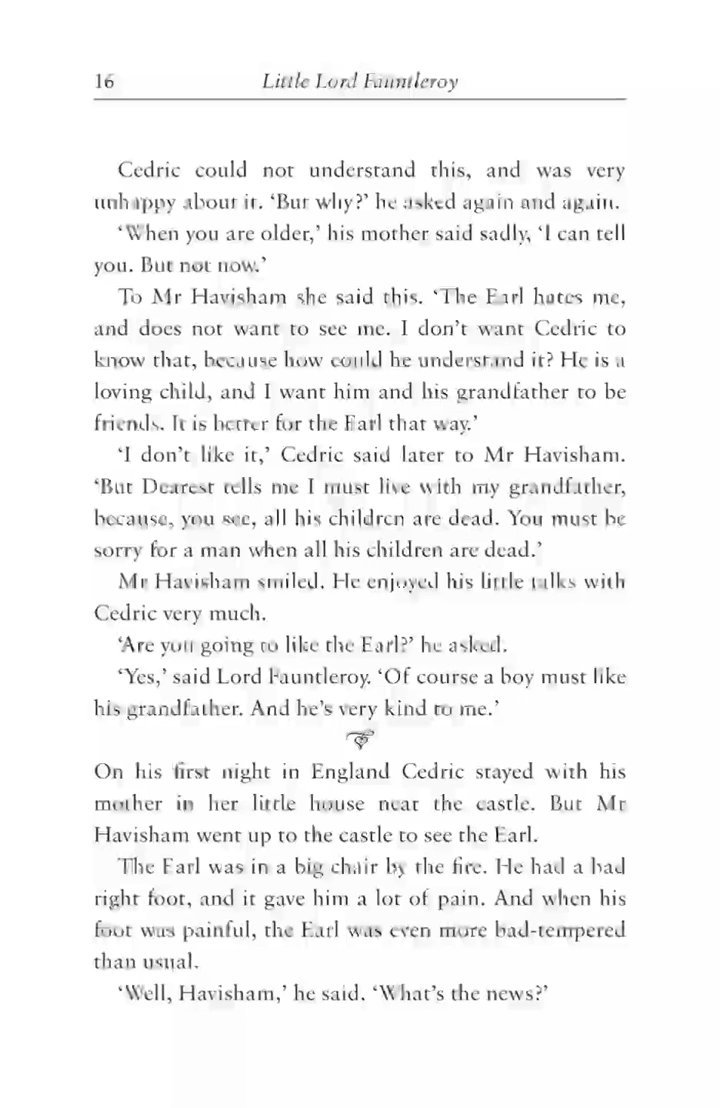 16 Little Lord Fauntleroy
Cedric could not understand this, and was very
unhappy about it. ‘But why?’ he asked again and again.
‘When you are older,’ his mother said sadly, ‘I can tell
you. But not now.’
To Mr Havisham she said this. ‘The Earl hates me,
and does not want to see me. I don’t want Cedric to
know that, because how could he understand it? He is a
loving child, and I want him and his grandfather to be
friends. It is better for the Earl that way.’
‘I don’t like it,’ Cedric said later to Mr Havisham.
‘But Dearest tells me I must live with my grandfather,
because, you see, all his children are dead. You must be
sorry for a man when all his children are dead.’
Mr Havisham smiled. He enjoyed his little talks with
Cedric very much.
‘Are you going to like the Earl?’ he asked.
‘Yes,’ said Lord Fauntleroy. ‘Of course a boy must like
his grandfather. And he’s very kind to me.’
On his first night in England Cedric stayed with his
mother in her little house near the castle. But Mr
Havisham went up to the castle to see the Earl.
The Earl was in a big chair by the fire. He had a bad
right foot, and it gave him a lot of pain. And when his
foot was painful, the Earl was even more bad-tempered
than usual.
‘Well, Havisham,’ he said. ‘What’s the news?’